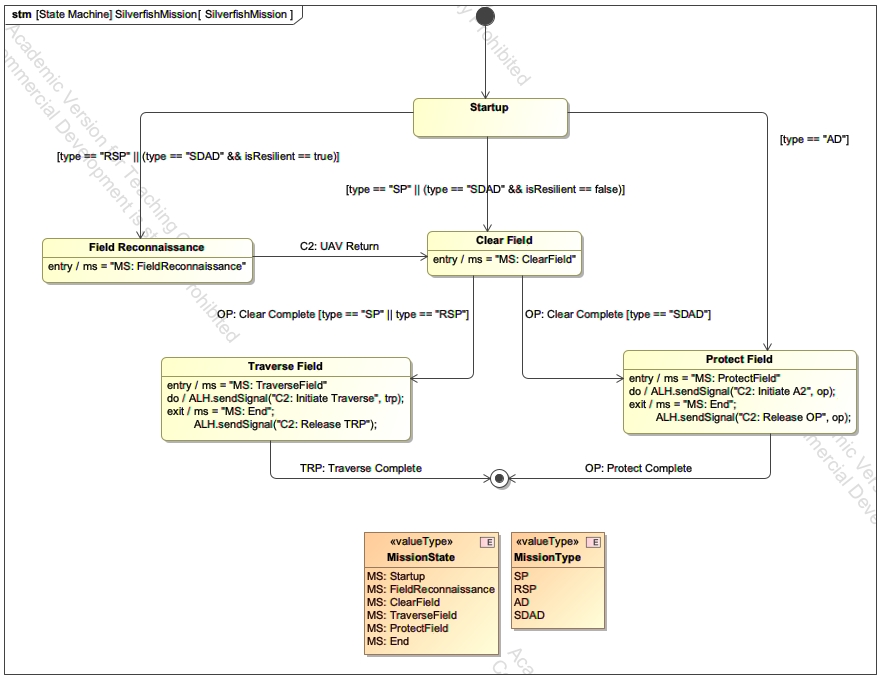 stm [State Machine] SilverfishMission[ SilverfishMission ]
Startup
[type == "RSP" || (type == "SDAD" && isResilient == true)]
[type == "AD"]
[type == "SP" || (type == "SDAD" && isResilient == false)]
Field Reconnaissance
entry / ms = "MS: FieldReconnaissance"
C2: UAV Return
Clear Field
entry / ms = "MS: ClearField"
OP: Clear Complete [type == "SP" || type == "RSP"]
OP: Clear Complete [type == "SDAD"]
Traverse Field
entry / ms = "MS: TraverseField"
do / ALH.sendSignal("C2: Initiate Traverse", trp);
exit / ms = "MS: End";
ALH.sendSignal("C2: Release TRP");
Protect Field
entry / ms = "MS: ProtectField"
do / ALH.sendSignal("C2: Initiate A2", op);
exit / ms = "MS: End";
ALH.sendSignal("C2: Release OP", op);
TRP: Traverse Complete
OP: Protect Complete
«valueType» E
MissionState
MS: Startup
MS: FieldReconnaissance
MS: ClearField
MS: TraverseField
MS: ProtectField
MS: End
«valueType» E
MissionType
SP
RSP
AD
SDAD
Academic Version for Teaching
Commercial Development is
Prohibited